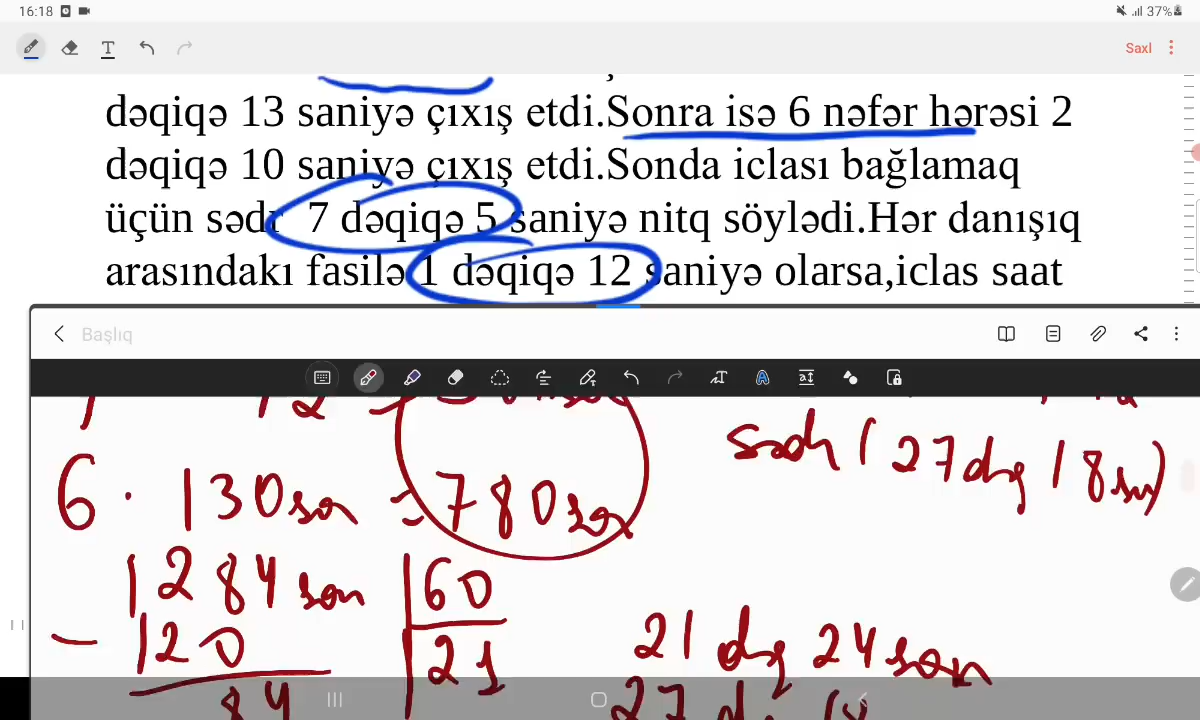 16:18
37%
Saxl
dəqiqə 13 saniyə çıxış etdi.Sonra isə 6 nəfər hərəsi 2
dəqiqə 10 saniyə çıxış etdi.Sonda iclası bağlamaq
üçün sədr 7 dəqiqə 5 saniyə nitq söylədi.Hər danışıq
arasındakı fasilə 1 dəqiqə 12 saniyə olarsa,iclas saat
Başlıq
sədr (27 dəq 18 san)
6 · 130 san = 780 san
1284 san 60
- 120 21
84
21 dəq 24 san
27